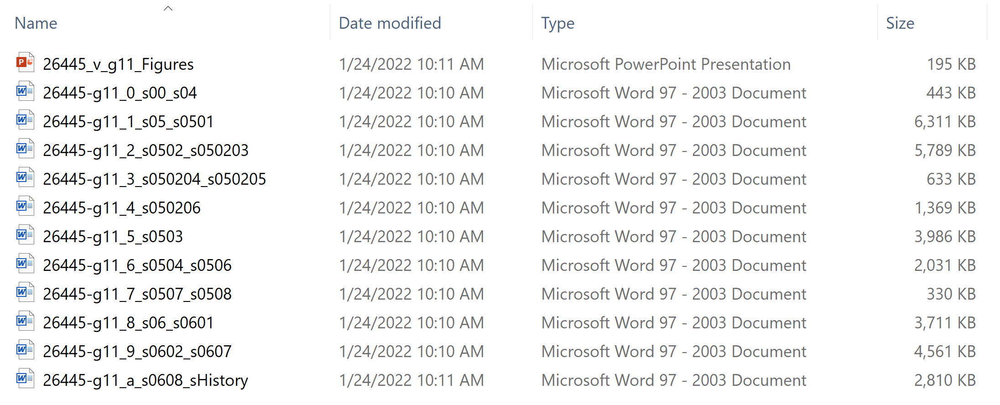 Name Date modified Type Size
26445_v_g11_Figures 1/24/2022 10:11 AM Microsoft PowerPoint Presentation 195 KB
26445-g11_0_s00_s04 1/24/2022 10:10 AM Microsoft Word 97 - 2003 Document 443 KB
26445-g11_1_s05_s0501 1/24/2022 10:10 AM Microsoft Word 97 - 2003 Document 6,311 KB
26445-g11_2_s0502_s050203 1/24/2022 10:10 AM Microsoft Word 97 - 2003 Document 5,789 KB
26445-g11_3_s050204_s050205 1/24/2022 10:10 AM Microsoft Word 97 - 2003 Document 633 KB
26445-g11_4_s050206 1/24/2022 10:10 AM Microsoft Word 97 - 2003 Document 1,369 KB
26445-g11_5_s0503 1/24/2022 10:10 AM Microsoft Word 97 - 2003 Document 3,986 KB
26445-g11_6_s0504_s0506 1/24/2022 10:10 AM Microsoft Word 97 - 2003 Document 2,031 KB
26445-g11_7_s0507_s0508 1/24/2022 10:10 AM Microsoft Word 97 - 2003 Document 330 KB
26445-g11_8_s06_s0601 1/24/2022 10:10 AM Microsoft Word 97 - 2003 Document 3,711 KB
26445-g11_9_s0602_s0607 1/24/2022 10:10 AM Microsoft Word 97 - 2003 Document 4,561 KB
26445-g11_a_s0608_sHistory 1/24/2022 10:11 AM Microsoft Word 97 - 2003 Document 2,810 KB